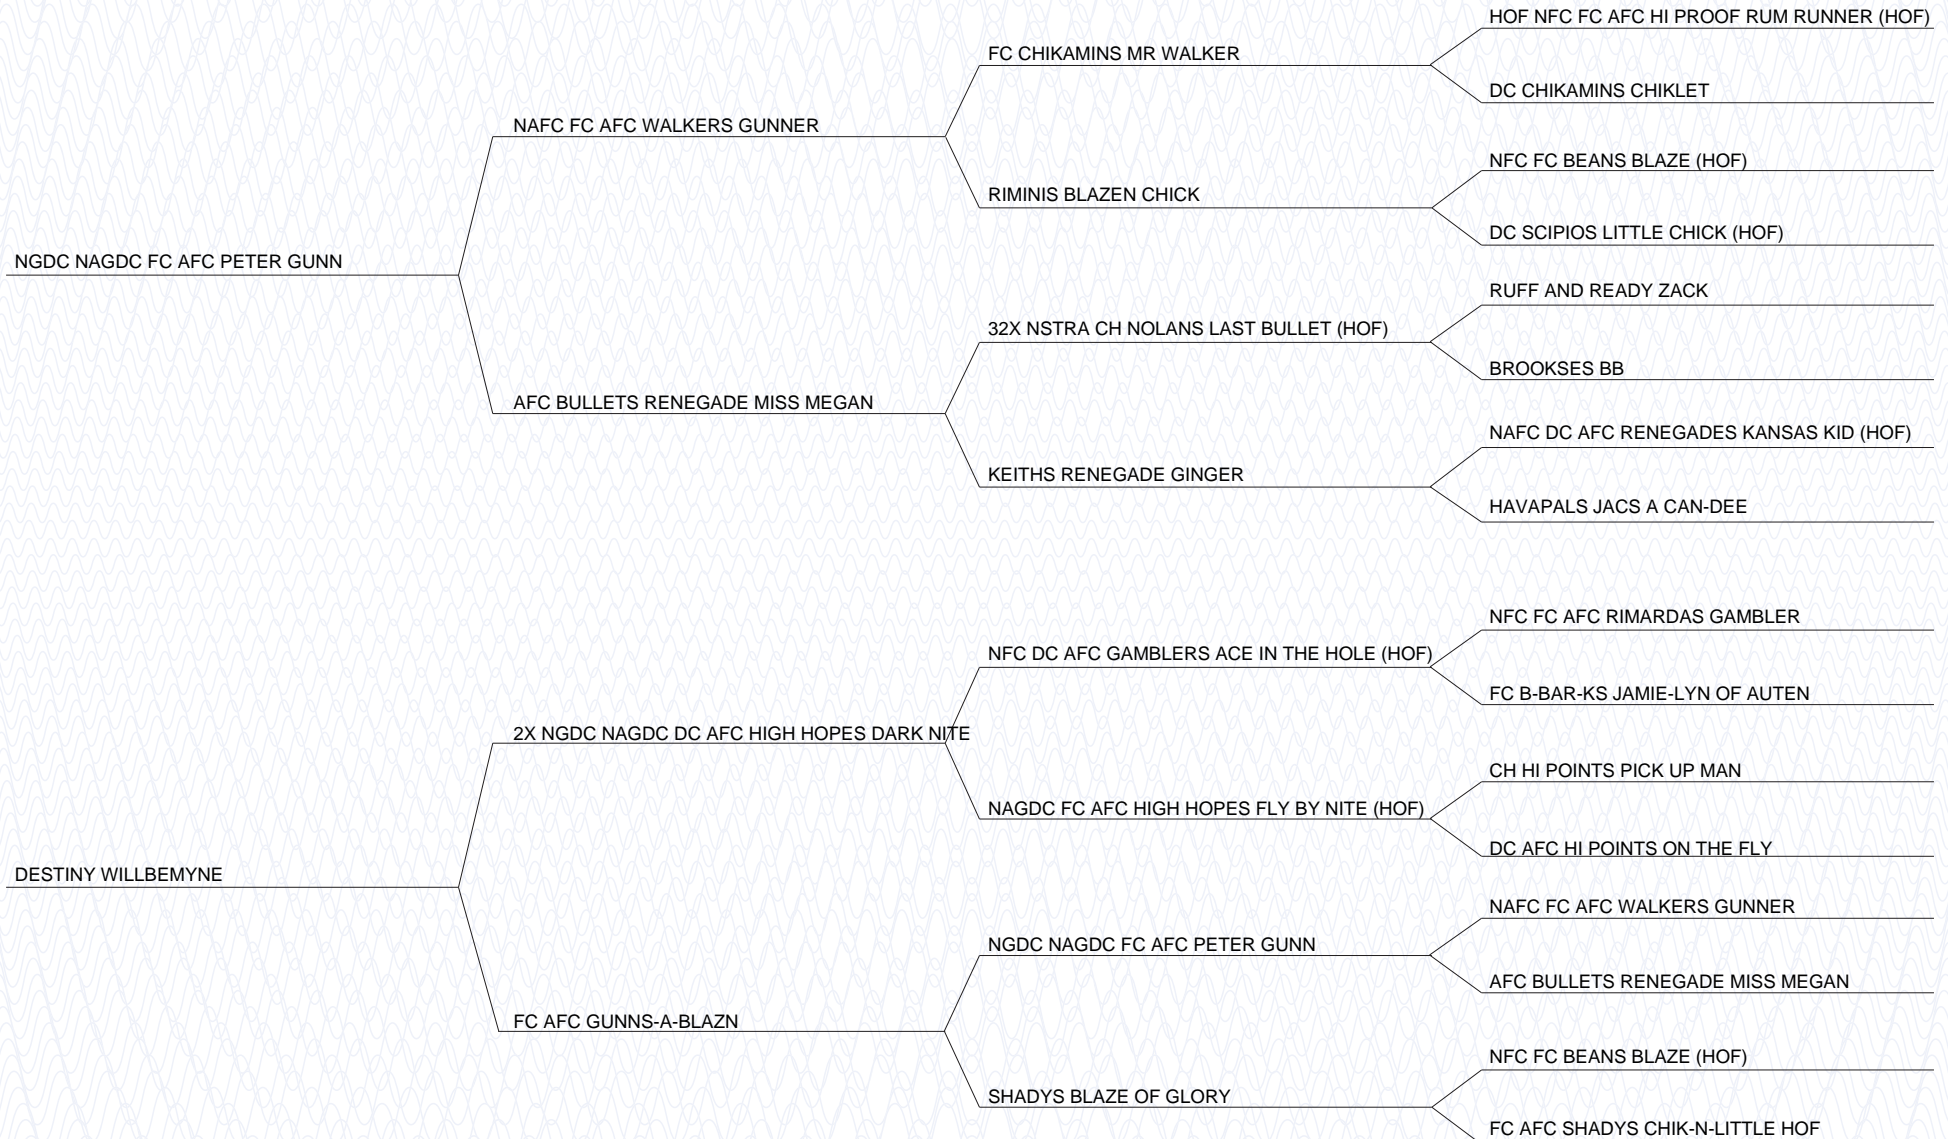 HOF NFC FC AFC HI PROOF RUM RUNNER (HOF)
FC CHIKAMINS MR WALKER
DC CHIKAMINS CHIKLET
NAFC FC AFC WALKERS GUNNER
NFC FC BEANS BLAZE (HOF)
RIMINIS BLAZEN CHICK
DC SCIPIOS LITTLE CHICK (HOF)
NGDC NAGDC FC AFC PETER GUNN
RUFF AND READY ZACK
32X NSTRA CH NOLANS LAST BULLET (HOF)
BROOKSES BB
AFC BULLETS RENEGADE MISS MEGAN
NAFC DC AFC RENEGADES KANSAS KID (HOF)
KEITHS RENEGADE GINGER
HAVAPALS JACS A CAN-DEE
NFC FC AFC RIMARDAS GAMBLER
NFC DC AFC GAMBLERS ACE IN THE HOLE (HOF)
FC B-BAR-KS JAMIE-LYN OF AUTEN
2X NGDC NAGDC DC AFC HIGH HOPES DARK NITE
CH HI POINTS PICK UP MAN
NAGDC FC AFC HIGH HOPES FLY BY NITE (HOF)
DC AFC HI POINTS ON THE FLY
DESTINY WILLBEMYNE
NAFC FC AFC WALKERS GUNNER
NGDC NAGDC FC AFC PETER GUNN
AFC BULLETS RENEGADE MISS MEGAN
FC AFC GUNNS-A-BLAZN
NFC FC BEANS BLAZE (HOF)
SHADYS BLAZE OF GLORY
FC AFC SHADYS CHIK-N-LITTLE HOF